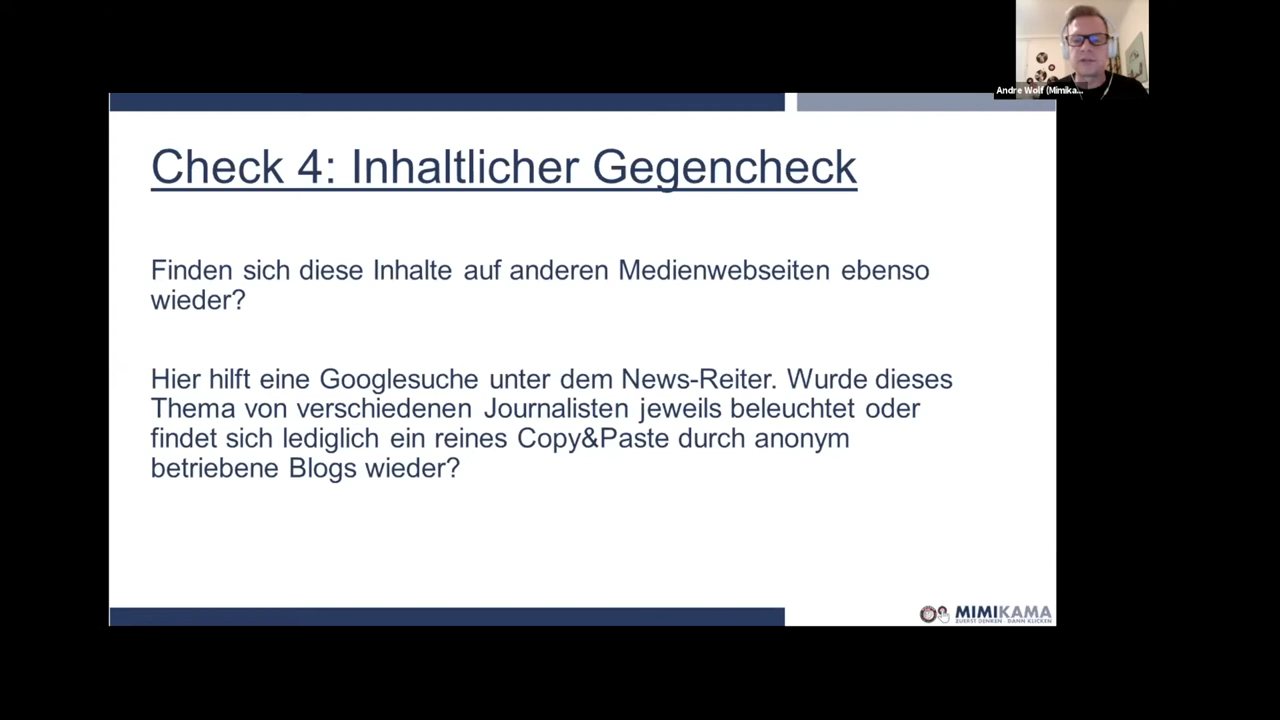 Andre Wolf (Mimika...
Check 4: Inhaltlicher Gegencheck
Finden sich diese Inhalte auf anderen Medienwebseiten ebenso
wieder?
Hier hilft eine Googlesuche unter dem News-Reiter. Wurde dieses
Thema von verschiedenen Journalisten jeweils beleuchtet oder
findet sich lediglich ein reines Copy&Paste durch anonym
betriebene Blogs wieder?
MIMIKAMA
ZUERST DENKEN - DANN KLICKEN